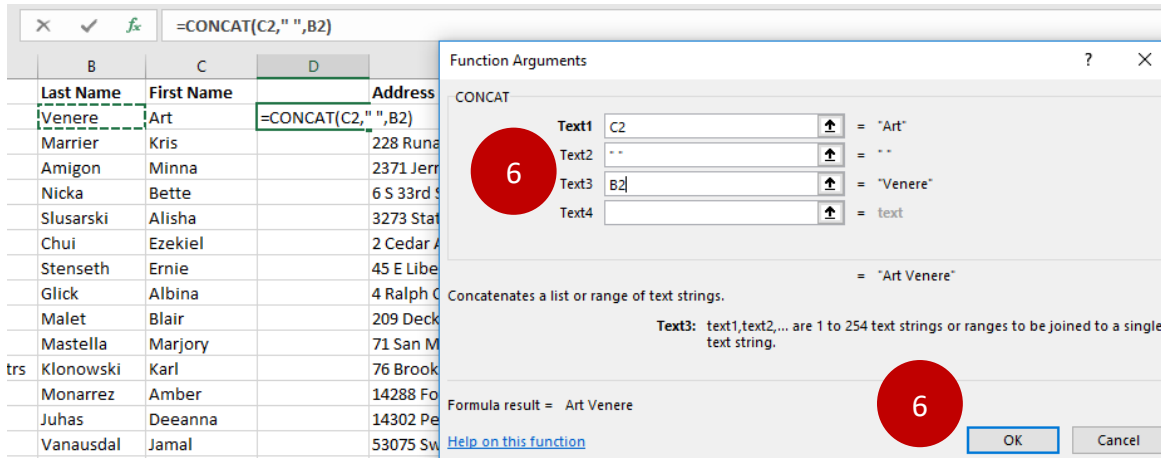 =CONCAT(C2," ",B2)
B C D
Last Name First Name Address
Venere Art =CONCAT(C2," ",B2)
Marrier Kris 228 Runa
Amigon Minna 2371 Jerr
Nicka Bette 6 S 33rd S
Slusarski Alisha 3273 Stat
Chui Ezekiel 2 Cedar A
Stenseth Ernie 45 E Libe
Glick Albina 4 Ralph C
Malet Blair 209 Deck
Mastella Marjory 71 San M
trs Klonowski Karl 76 Brook
Monarrez Amber 14288 Fo
Juhas Deeanna 14302 Pe
Vanausdal Jamal 53075 Sw
Function Arguments ?
CONCAT
Text1 C2 = "Art"
Text2 " " = " "
6
Text3 B2 = "Venere"
Text4 = text
= "Art Venere"
Concatenates a list or range of text strings.
Text3: text1,text2,... are 1 to 254 text strings or ranges to be joined to a single
text string.
Formula result = Art Venere
6
Help on this function OK Cancel